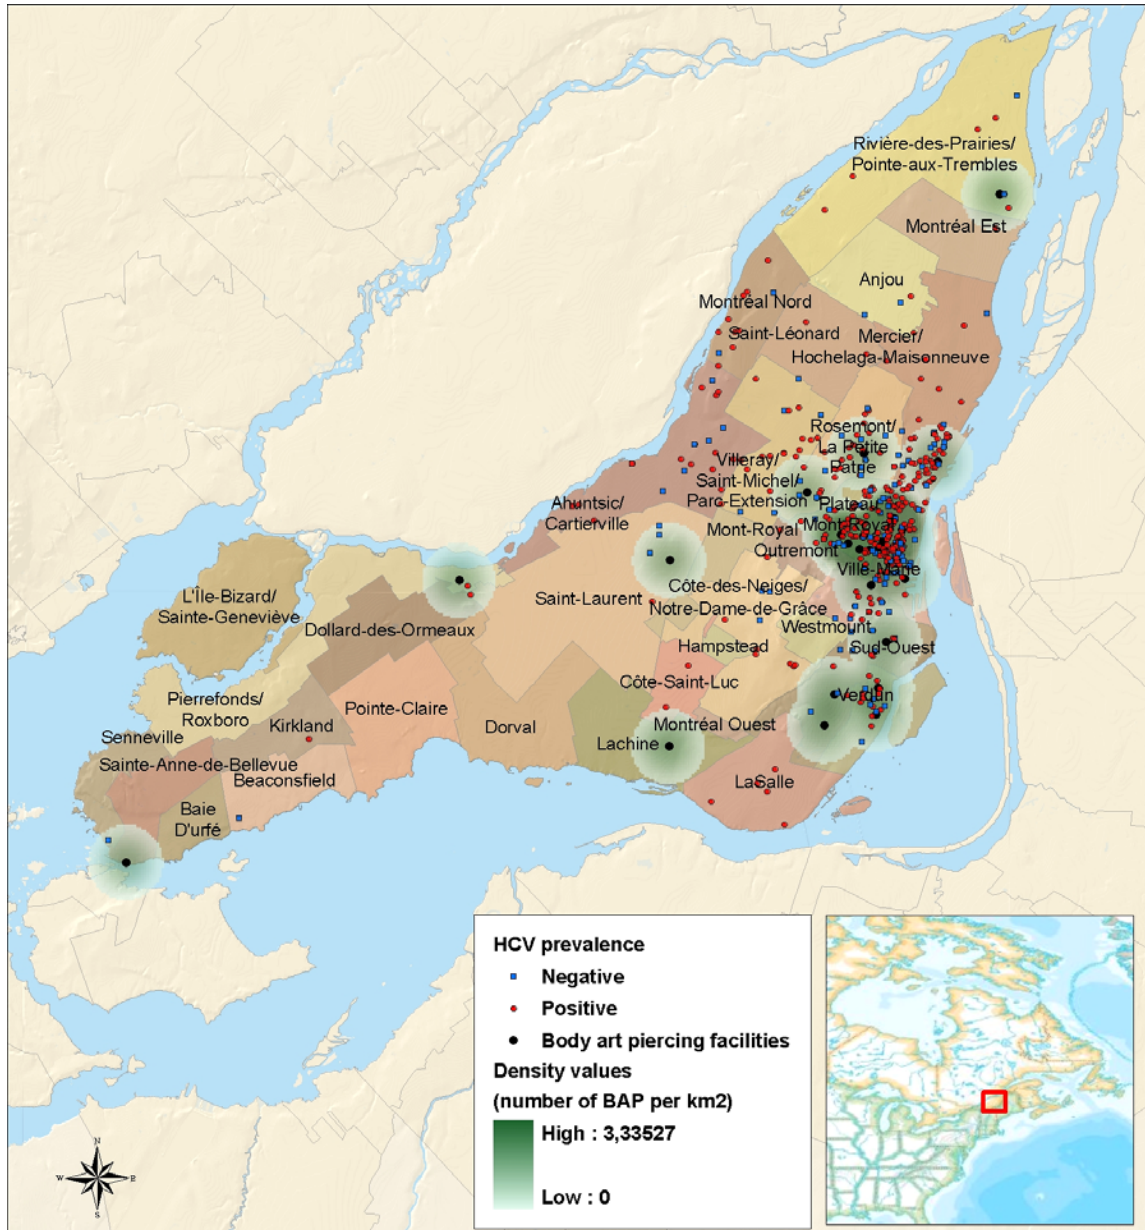 Rivière-des-Prairies/
Pointe-aux-Trembles
Montréal Est
Anjou
Montréal Nord
Saint-Léonard
Mercief/
Hochelaga-Maisonneuve
Rosemont/
La Petite
Patrie
Villeray/
Saint-Michel/
Parc-Extension
Plateau
Mont-Royal
Ahuntsic/
Cartierville
Mont-Royal
Outremont
Ville-Marie
L'Île-Bizard/
Sainte-Geneviève
Saint-Laurent
Côte-des-Neiges/
Notre-Dame-de-Grâce
Dollard-des-Ormeaux
Westmount
Sud-Ouest
Hampstead
Côte-Saint-Luc
Pierrefonds/
Roxboro
Pointe-Claire
Verdun
Kirkland
Dorval
Montréal Ouest
Senneville
Lachine
Sainte-Anne-de-Bellevue
Beaconsfield
LaSalle
Baie
D'urfé
HCV prevalence
Negative
Positive
Body art piercing facilities
Density values
(number of BAP per km2)
High : 3,33527
Low : 0
N
W
E
S